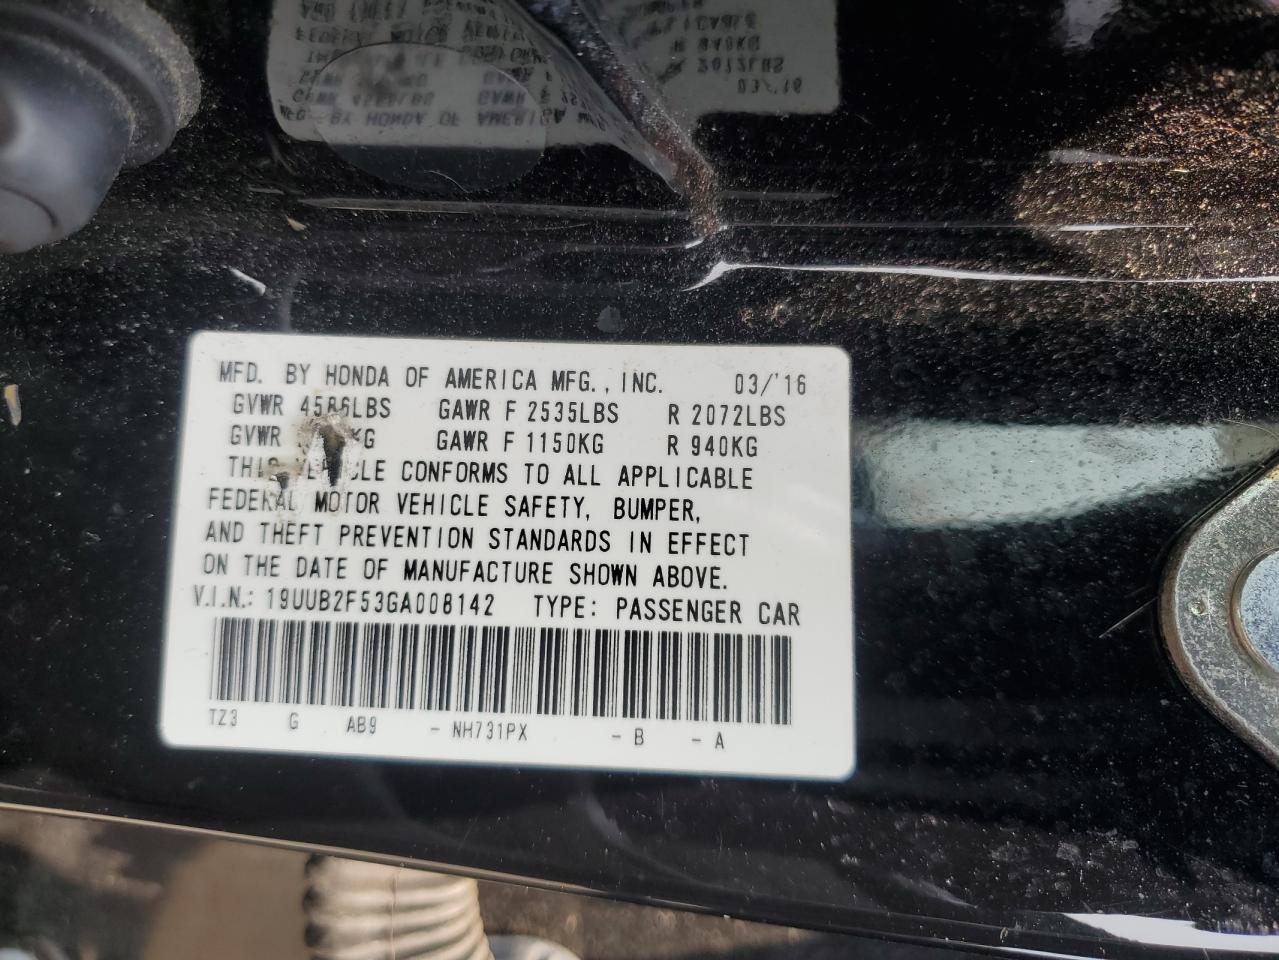 MFD. BY HONDA OF AMERICA MFG., INC. 03/'16
GVWR 4586LBS GAWR F 2535LBS R 2072LBS
GVWR KG GAWR F 1150KG R 940KG
THIS VEHICLE CONFORMS TO ALL APPLICABLE
FEDERAL MOTOR VEHICLE SAFETY, BUMPER,
AND THEFT PREVENTION STANDARDS IN EFFECT
ON THE DATE OF MANUFACTURE SHOWN ABOVE.
V.I.N.: 19UUB2F53GA008142 TYPE: PASSENGER CAR
TZ3 G AB9 - NH731PX - B - A